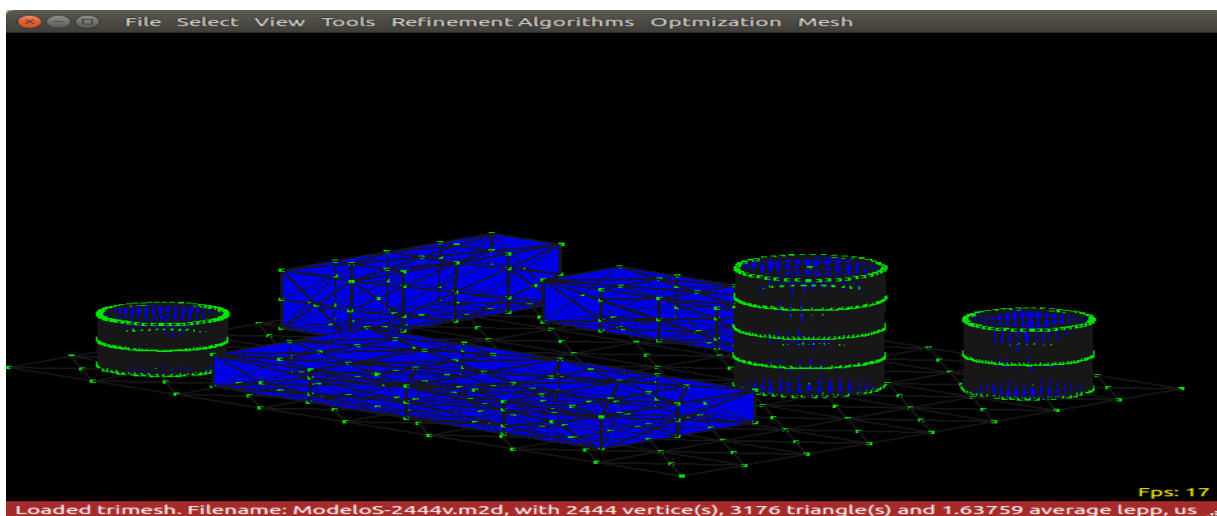 File Select View Tools Refinement Algorithms Optmization Mesh
Fps: 17
Loaded trimesh. Filename: ModeloS-2444v.m2d, with 2444 vertice(s), 3176 triangle(s) and 1.63759 average lepp, us ..